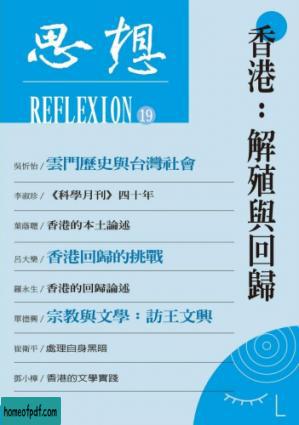 思想
REFLEXION 19
香港：解殖與回歸
吳忻怡／雲門歷史與台灣社會
李淑珍／《科學月刊》四十年
葉蔭聰／香港的本土論述
呂大樂／香港回歸的挑戰
羅永生／香港的回歸論述
單德興／宗教與文學：訪王文興
崔衛平／處理自身黑暗
鄧小樺／香港的文學實踐
homeofpdf.com
L